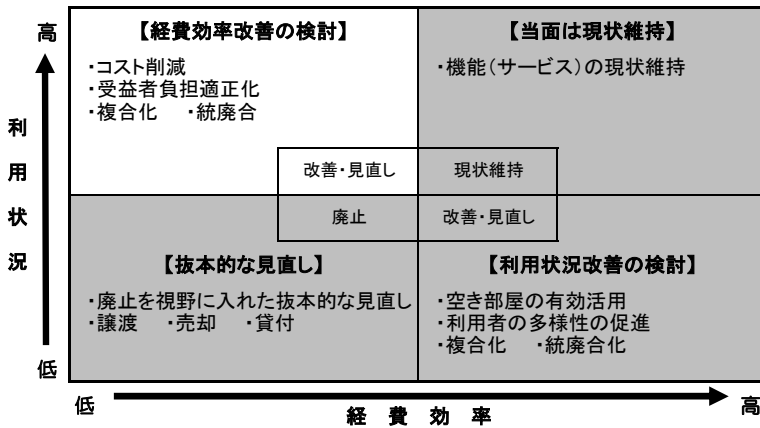 高
利
用
状
況
低
【経費効率改善の検討】
・コスト削減
・受益者負担適正化
・複合化　・統廃合
【当面は現状維持】
・機能（サービス）の現状維持
改善・見直し
現状維持
廃止
改善・見直し
【抜本的な見直し】
・廃止を視野に入れた抜本的な見直し
・譲渡　・売却　・貸付
【利用状況改善の検討】
・空き部屋の有効活用
・利用者の多様性の促進
・複合化　・統廃合化
低
経費効率
高